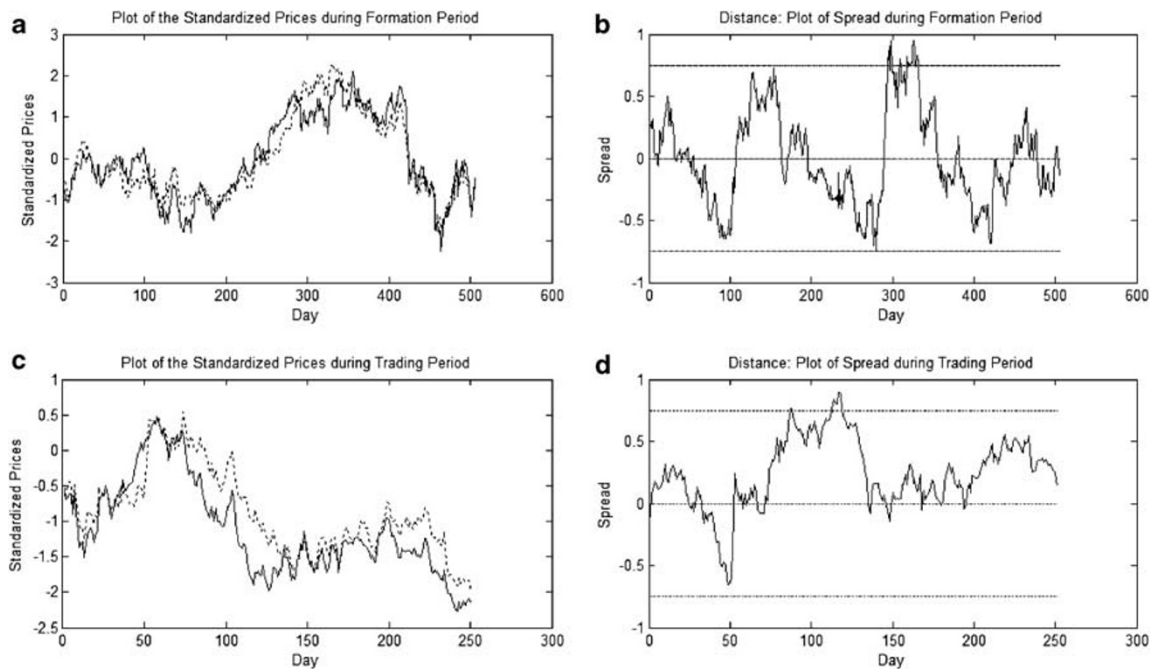 a
Plot of the Standardized Prices during Formation Period
3
2
1
0
-1
-2
-3
Standardized Prices
0 100 200 300 400 500 600
Day
b
Distance: Plot of Spread during Formation Period
1
0.5
0
-0.5
-1
Spread
0 100 200 300 400 500 600
Day
c
Plot of the Standardized Prices during Trading Period
1
0.5
0
-0.5
-1
-1.5
-2
-2.5
Standardized Prices
0 50 100 150 200 250 300
Day
d
Distance: Plot of Spread during Trading Period
1
0.5
0
-0.5
-1
Spread
0 50 100 150 200 250 300
Day